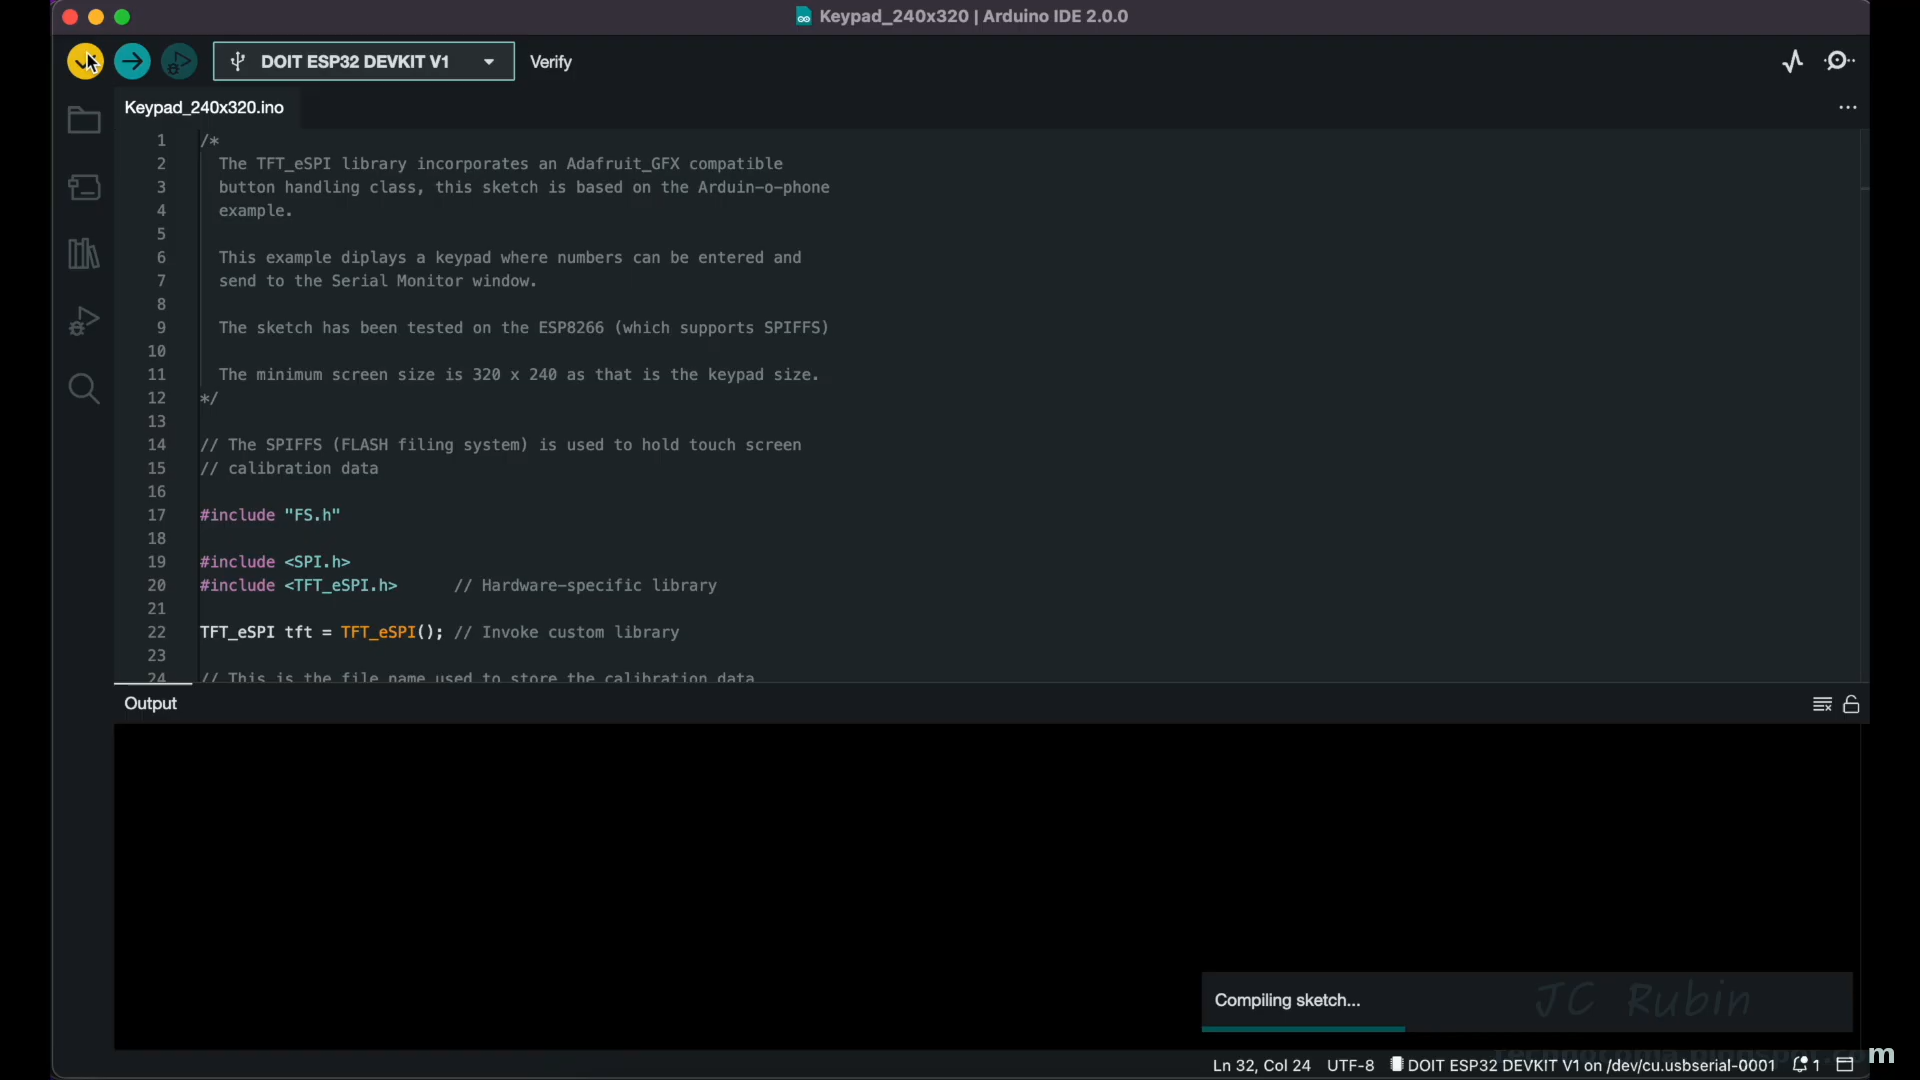 Keypad_240x320 | Arduino IDE 2.0.0
DOIT ESP32 DEVKIT V1
Verify
Keypad_240x320.ino
1 /*
2 The TFT_eSPI library incorporates an Adafruit_GFX compatible
3 button handling class, this sketch is based on the Arduin-o-phone
4 example.
5
6 This example diplays a keypad where numbers can be entered and
7 send to the Serial Monitor window.
8
9 The sketch has been tested on the ESP8266 (which supports SPIFFS)
10
11 The minimum screen size is 320 x 240 as that is the keypad size.
12 */
13
14 // The SPIFFS (FLASH filing system) is used to hold touch screen
15 // calibration data
16
17 #include "FS.h"
18
19 #include <SPI.h>
20 #include <TFT_eSPI.h> // Hardware-specific library
21
22 TFT_eSPI tft = TFT_eSPI(); // Invoke custom library
23
24 // This is the file name used to store the calibration data
Output
Compiling sketch...
JC Rubin
Ln 32, Col 24 UTF-8 DOIT ESP32 DEVKIT V1 on /dev/cu.usbserial-0001 1